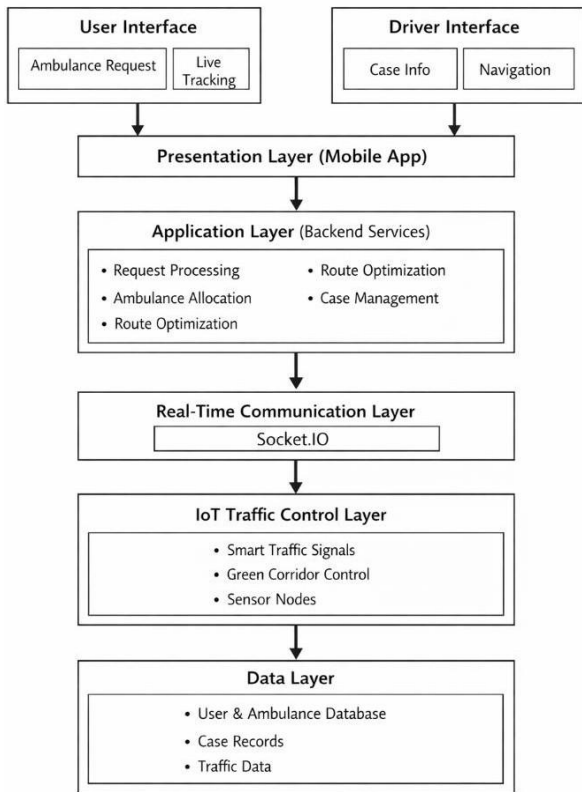 User Interface
Ambulance Request
Live
Tracking
Driver Interface
Case Info
Navigation
Presentation Layer (Mobile App)
Application Layer (Backend Services)
• Request Processing
• Ambulance Allocation
• Route Optimization
• Route Optimization
• Case Management
Real-Time Communication Layer
Socket.IO
IoT Traffic Control Layer
• Smart Traffic Signals
• Green Corridor Control
• Sensor Nodes
Data Layer
• User & Ambulance Database
• Case Records
• Traffic Data